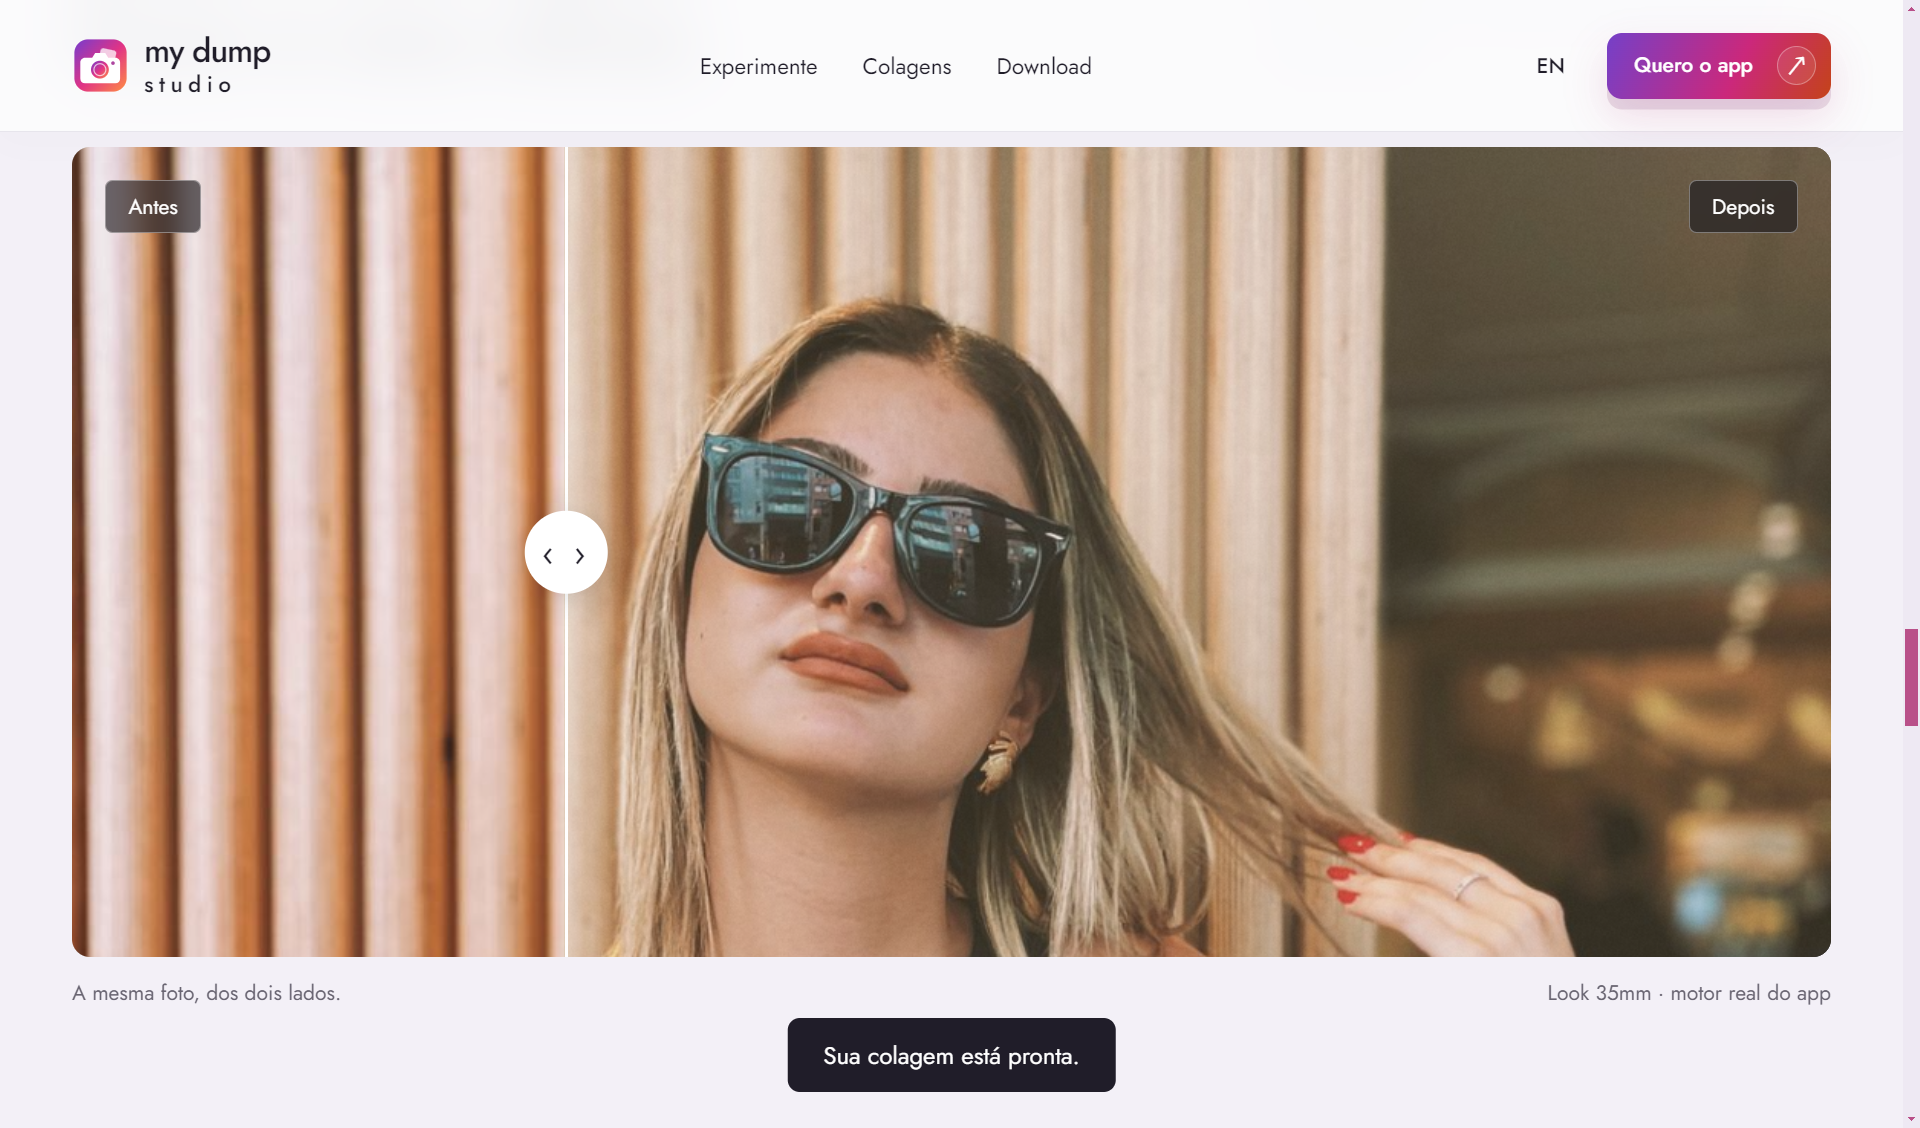 my dump
studio
Experimente
Colagens
Download
EN
Quero o app
Antes
Depois
A mesma foto, dos dois lados.
Look 35mm · motor real do app
Sua colagem está pronta.